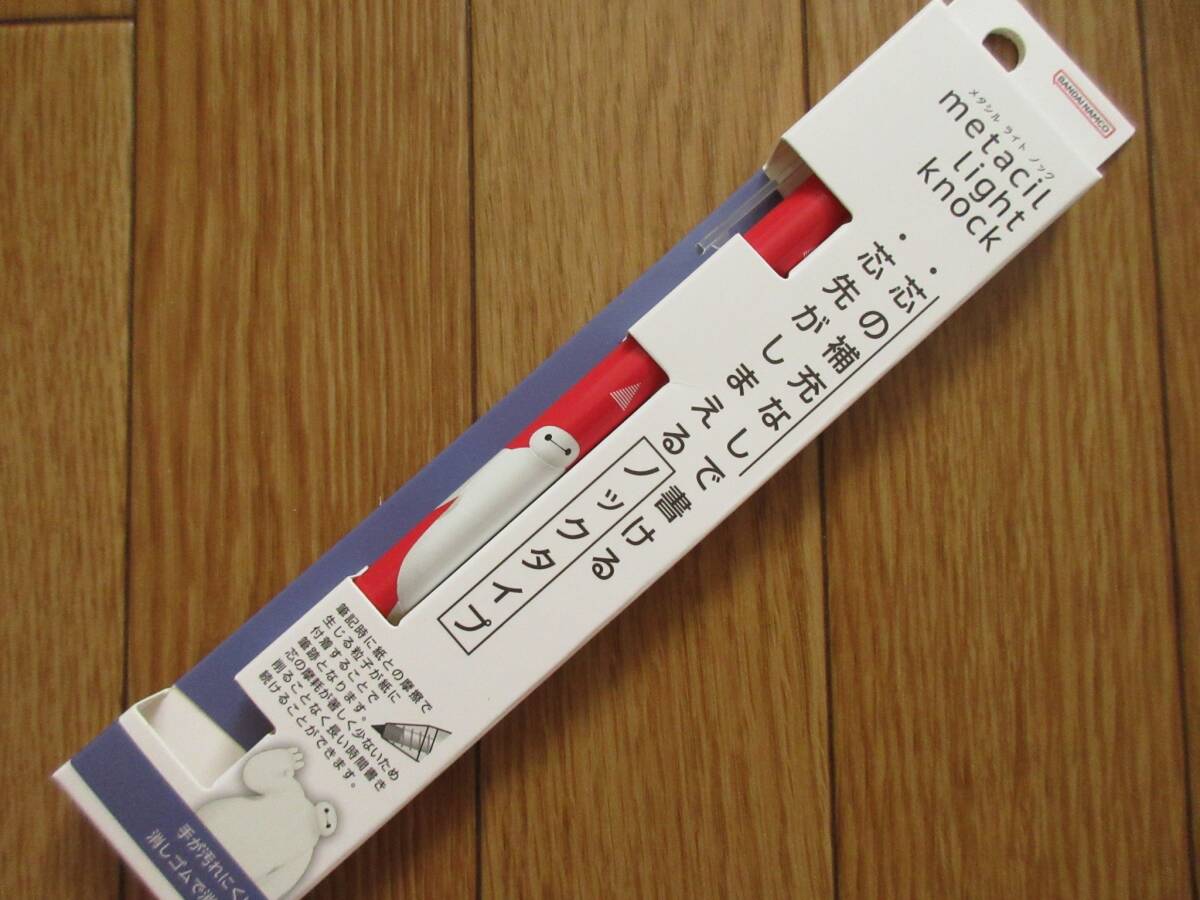 BANDAI NAMCO
メタシル ライト ノック
metacil
light
knock
・芯の補充なしで書ける
・芯先がしまえるノックタイプ
筆記時に紙との摩擦で
生じる粒子が紙に
付着することで
筆跡となります。
芯の摩耗が著しく少ないため
削ることなく長い時間書き
続けることができます。
手が汚れにくい
消しゴムで消